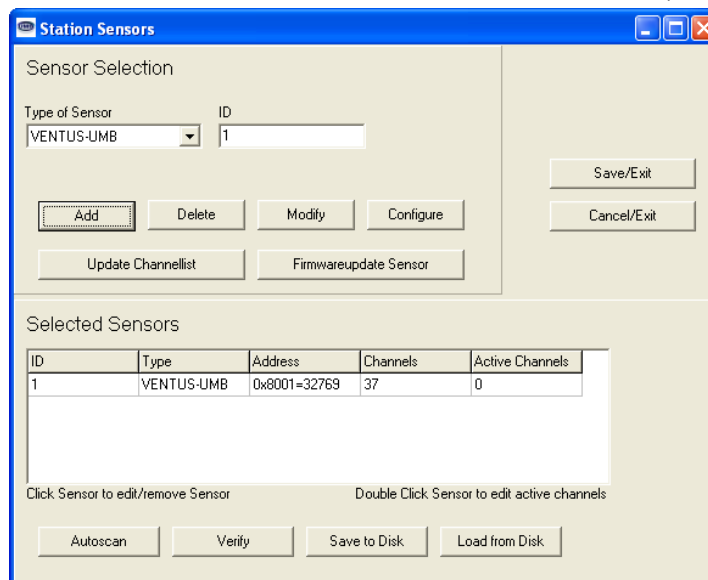 Station Sensors
Sensor Selection
Type of Sensor ID
VENTUS-UMB 1
Save/Exit
Add Delete Modify Configure Cancel/Exit
Update Channellist Firmwareupdate Sensor
Selected Sensors
ID Type Address Channels Active Channels
1 VENTUS-UMB 0x8001=32769 37 0
Click Sensor to edit/remove Sensor Double Click Sensor to edit active channels
Autoscan Verify Save to Disk Load from Disk